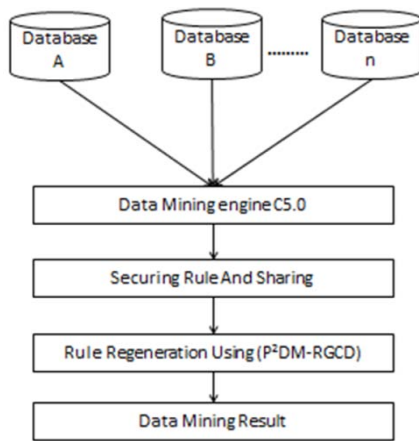 Database
A
Database
B
.........
Database
n
Data Mining engine C5.0
Securing Rule And Sharing
Rule Regeneration Using (P²DM-RGCD)
Data Mining Result